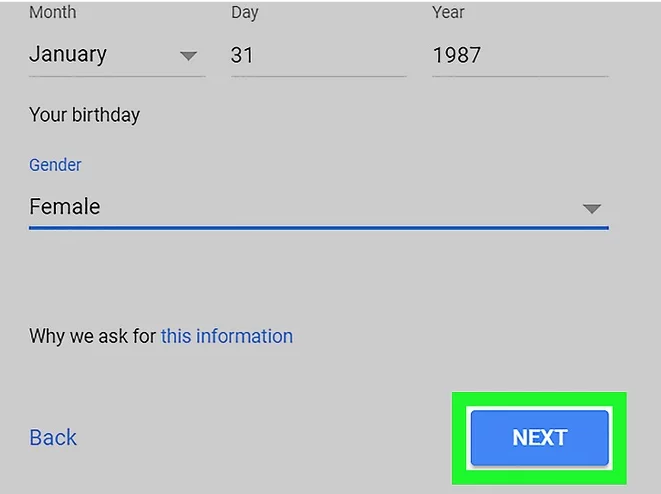 Month Day Year
January 31 1987
Your birthday
Gender
Female
Why we ask for this information
Back NEXT